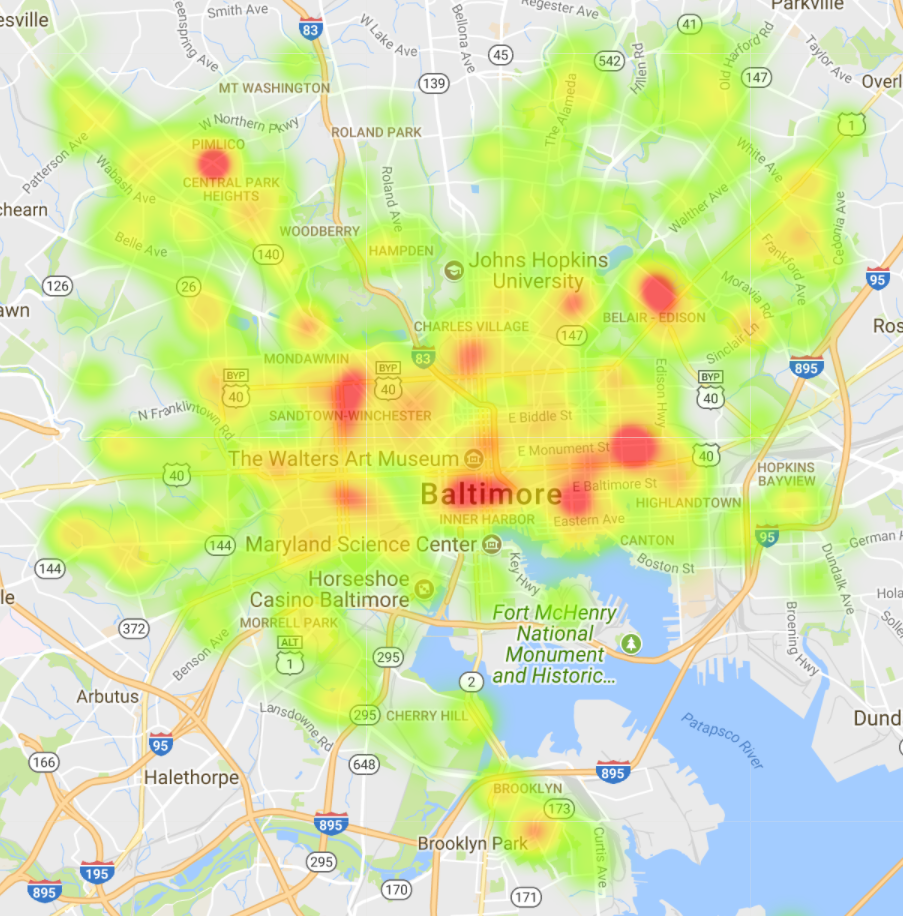 esville
Smith Ave
Greenspring Ave
83
W Lake Ave
Bellona Ave
45
Regester Ave
542
Hillen Rd
41
Old Harford Rd
Parkville
147
Taylor Ave
Overl
MT WASHINGTON
139
The Alameda
1
Patterson Ave
W Northern Pkwy
ROLAND PARK
PIMLICO
Wabash Ave
CENTRAL PARK
HEIGHTS
Roland Ave
White Ave
Walther Ave
chearn
Belle Ave
WOODBERRY
HAMPDEN
140
Frankford Ave
Cedonia Ave
126
26
Johns Hopkins
University
Moravia Rd
95
awn
BELAIR - EDISON
Sinclair Ln
Ros
CHARLES VILLAGE
147
MONDAWMIN
83
895
BYP
40
BYP
40
Edison Hwy
BYP
40
N Franklintown Rd
SANDTOWN-WINCHESTER
E Biddle St
E Monument St
40
The Walters Art Museum
40
HOPKINS
BAYVIEW
Baltimore
E Baltimore St
HIGHLANDTOWN
INNER HARBOR
Eastern Ave
144
Maryland Science Center
CANTON
95
German
144
Key Hwy
Boston St
Dundalk Ave
Horseshoe
Casino Baltimore
Hola
le
372
MORRELL PARK
Fort McHenry
National
Monument
and Historic...
Broening Hwy
Benson Ave
ALT
1
295
Arbutus
2
Lansdowne Rd
295
CHERRY HILL
Patapsco River
Dund
95
166
Halethorpe
648
895
BROOKLYN
173
895
Brooklyn Park
Curtis Ave
295
195
895
170
171